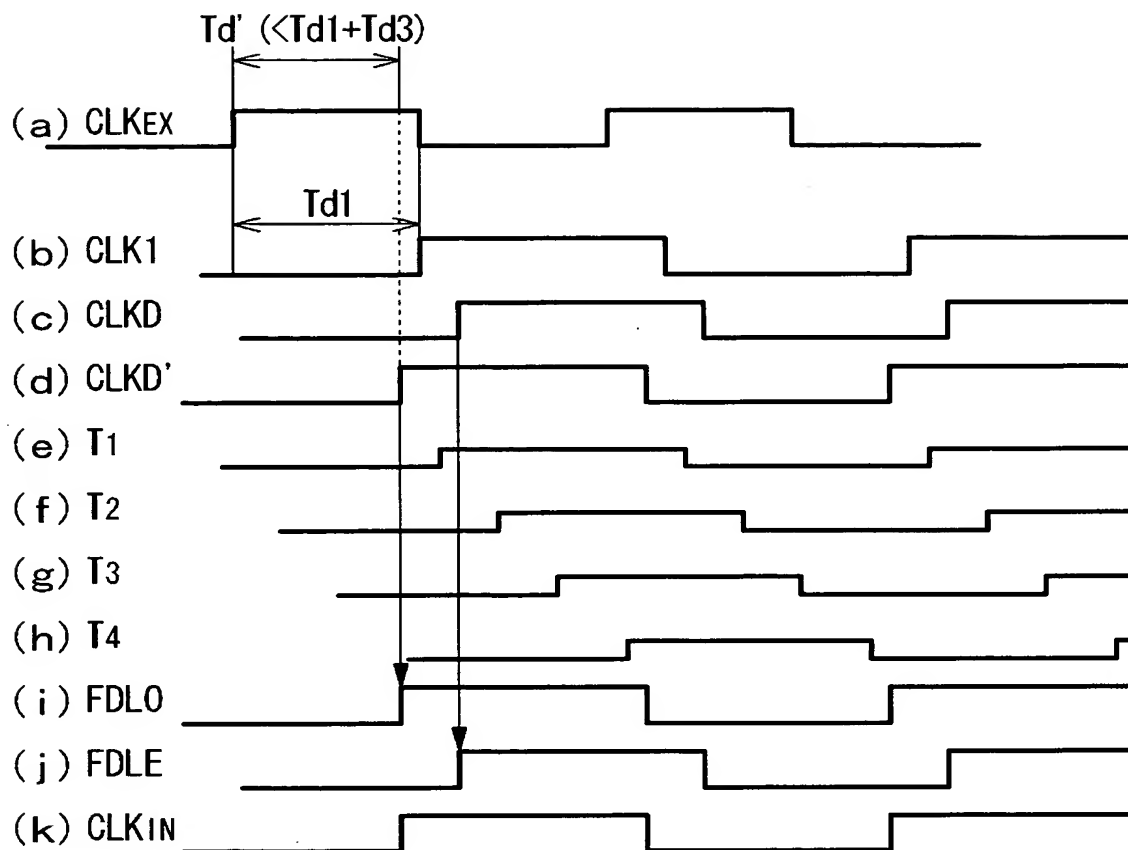 Td' (<Td1+Td3)
(a) CLKEX
Td1
(b) CLK1
(c) CLKD
(d) CLKD'
(e) T1
(f) T2
(g) T3
(h) T4
(i) FDLO
(j) FDLE
(k) CLKIN